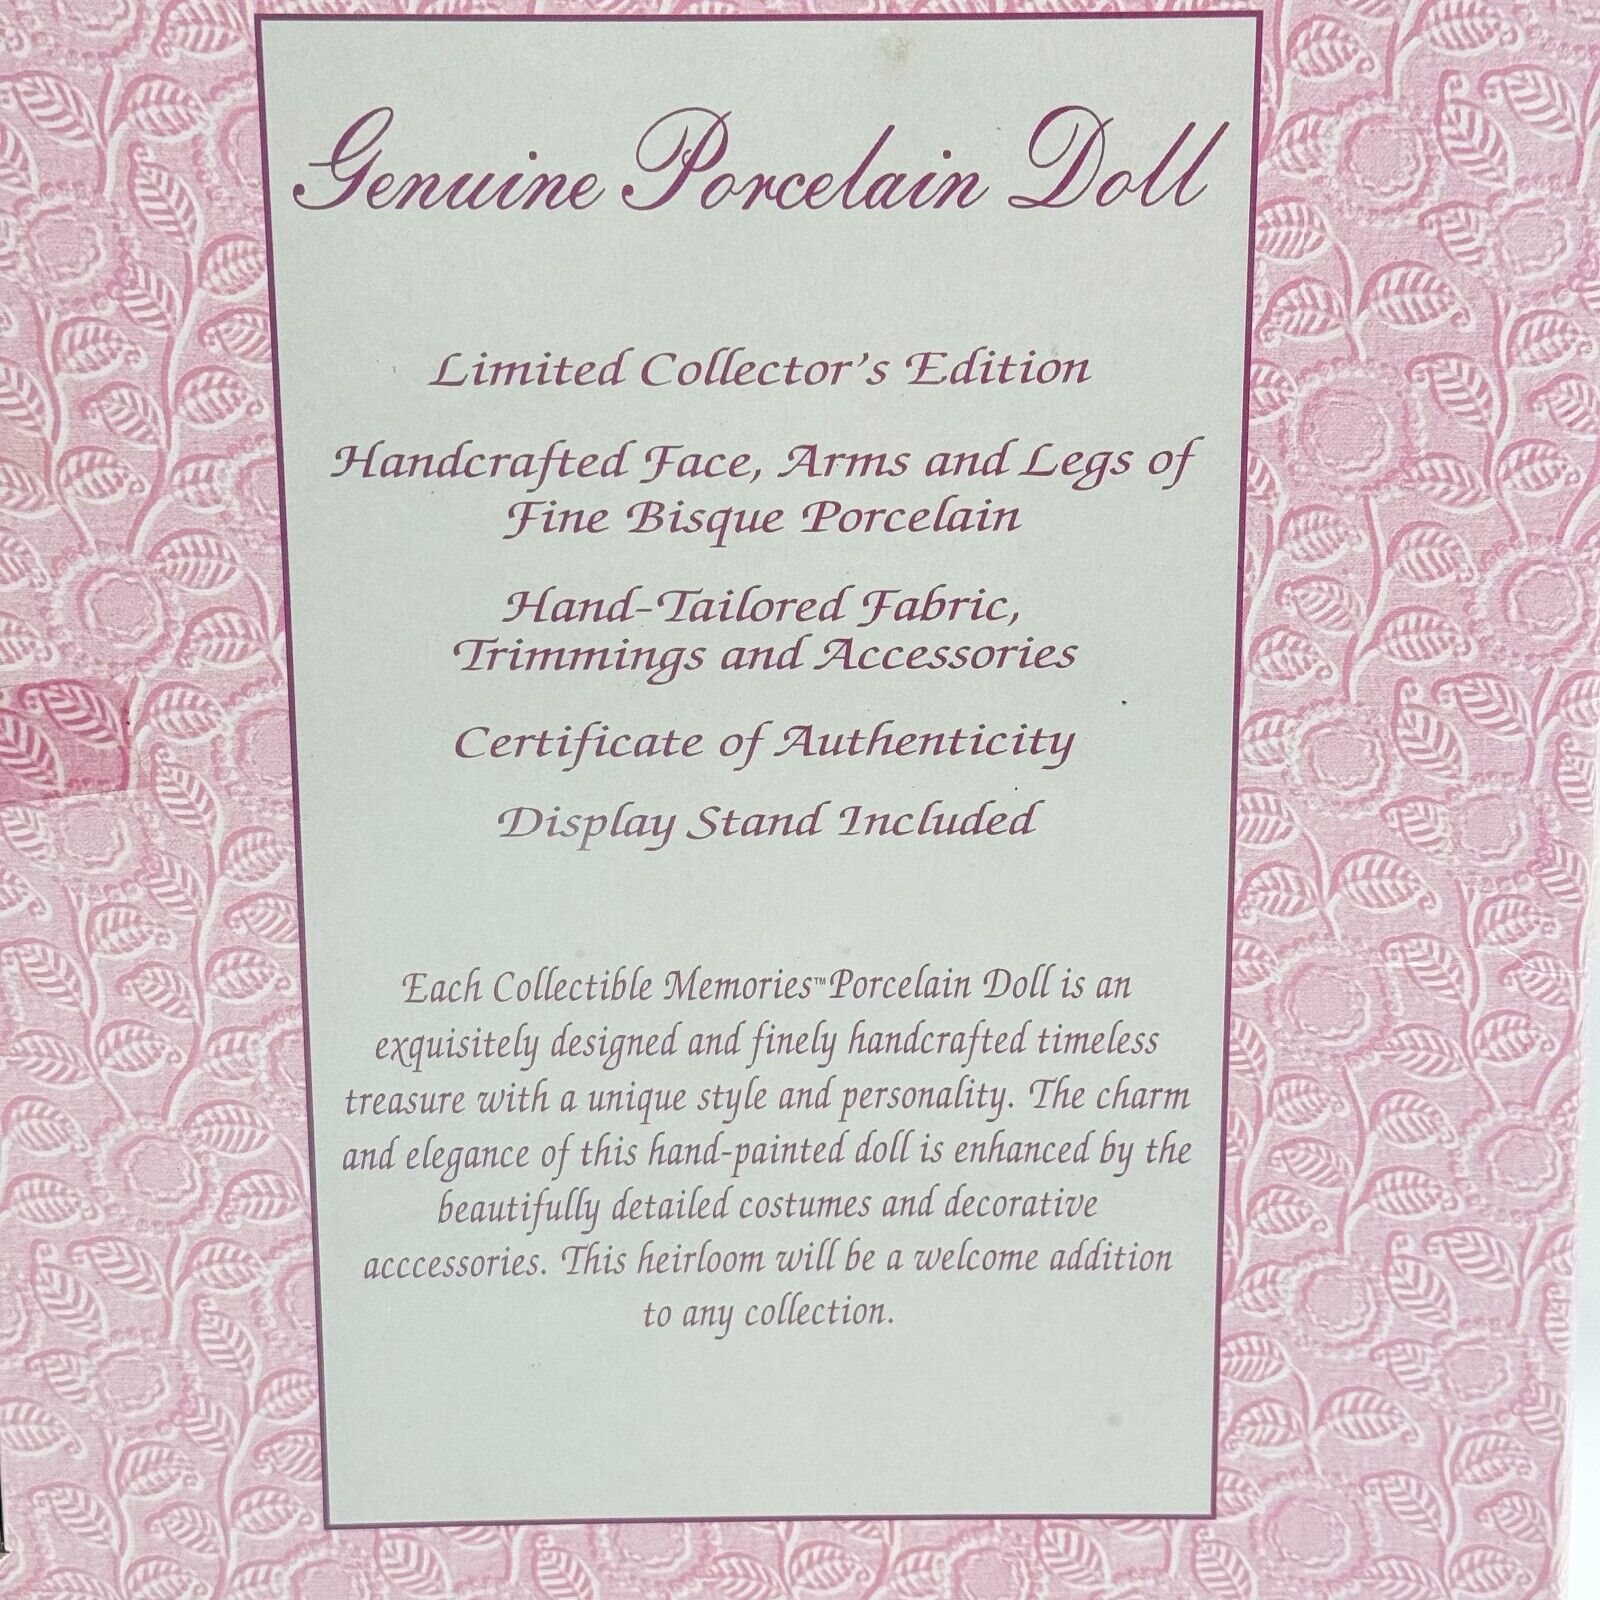 Genuine Porcelain Doll
Limited Collector's Edition
Handcrafted Face, Arms and Legs of
Fine Bisque Porcelain
Hand-Tailored Fabric,
Trimmings and Accessories
Certificate of Authenticity
Display Stand Included
Each Collectible Memories™ Porcelain Doll is an
exquisitely designed and finely handcrafted timeless
treasure with a unique style and personality. The charm
and elegance of this hand-painted doll is enhanced by the
beautifully detailed costumes and decorative
acccessories. This heirloom will be a welcome addition
to any collection.